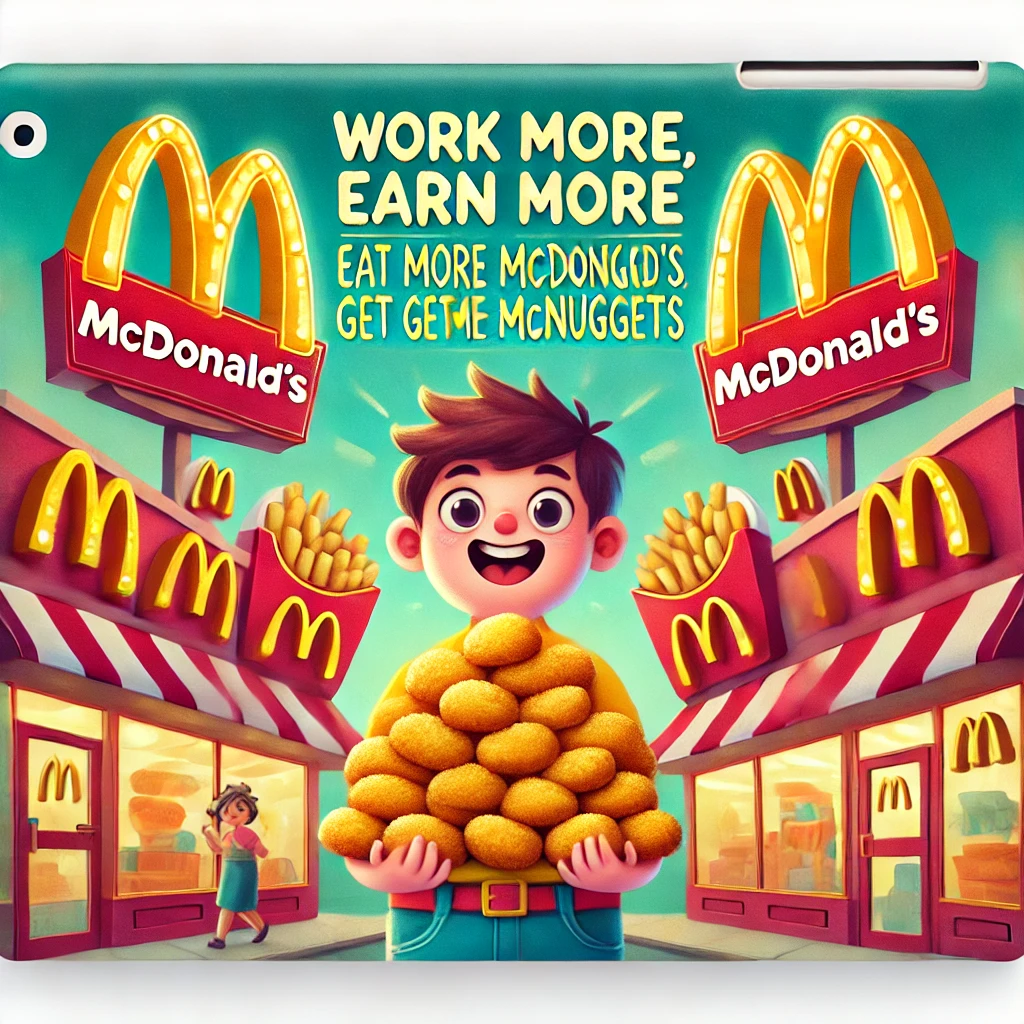 WORK MORE,
EARN MORE
EAT MORE McDONGID'S,
GET GETME McNUGGETS
McDonald's
McDonald's